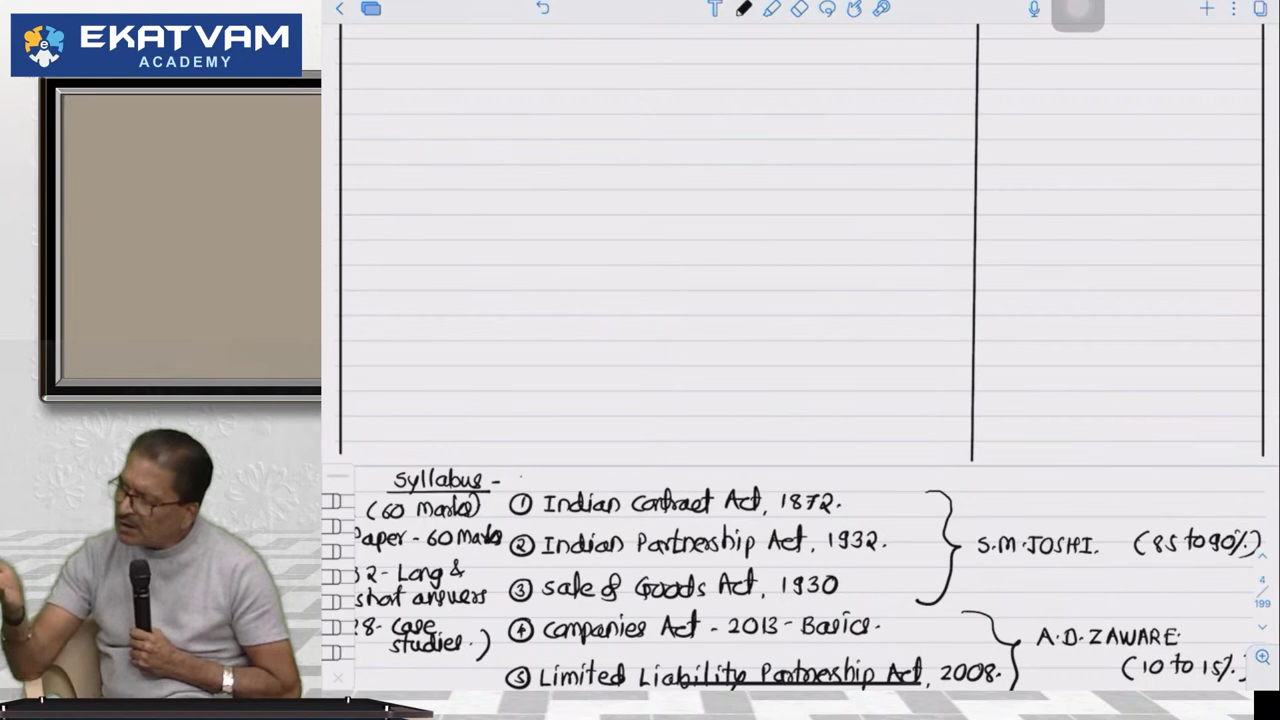 EKATVAM
ACADEMY
Syllabus -
(60 Marks)
Paper - 60 Marks
32 - Long &
short answers
28 - case
studies.)
① Indian Contract Act, 1872.
② Indian Partnership Act, 1932.
③ Sale of Goods Act, 1930
S.M.JOSHI. (85 to 90%)
④ Companies Act - 2013 - Basics.
⑤ Limited Liability Partnership Act, 2008.
A.D.ZAWARE.
(10 to 15%.)
4
199